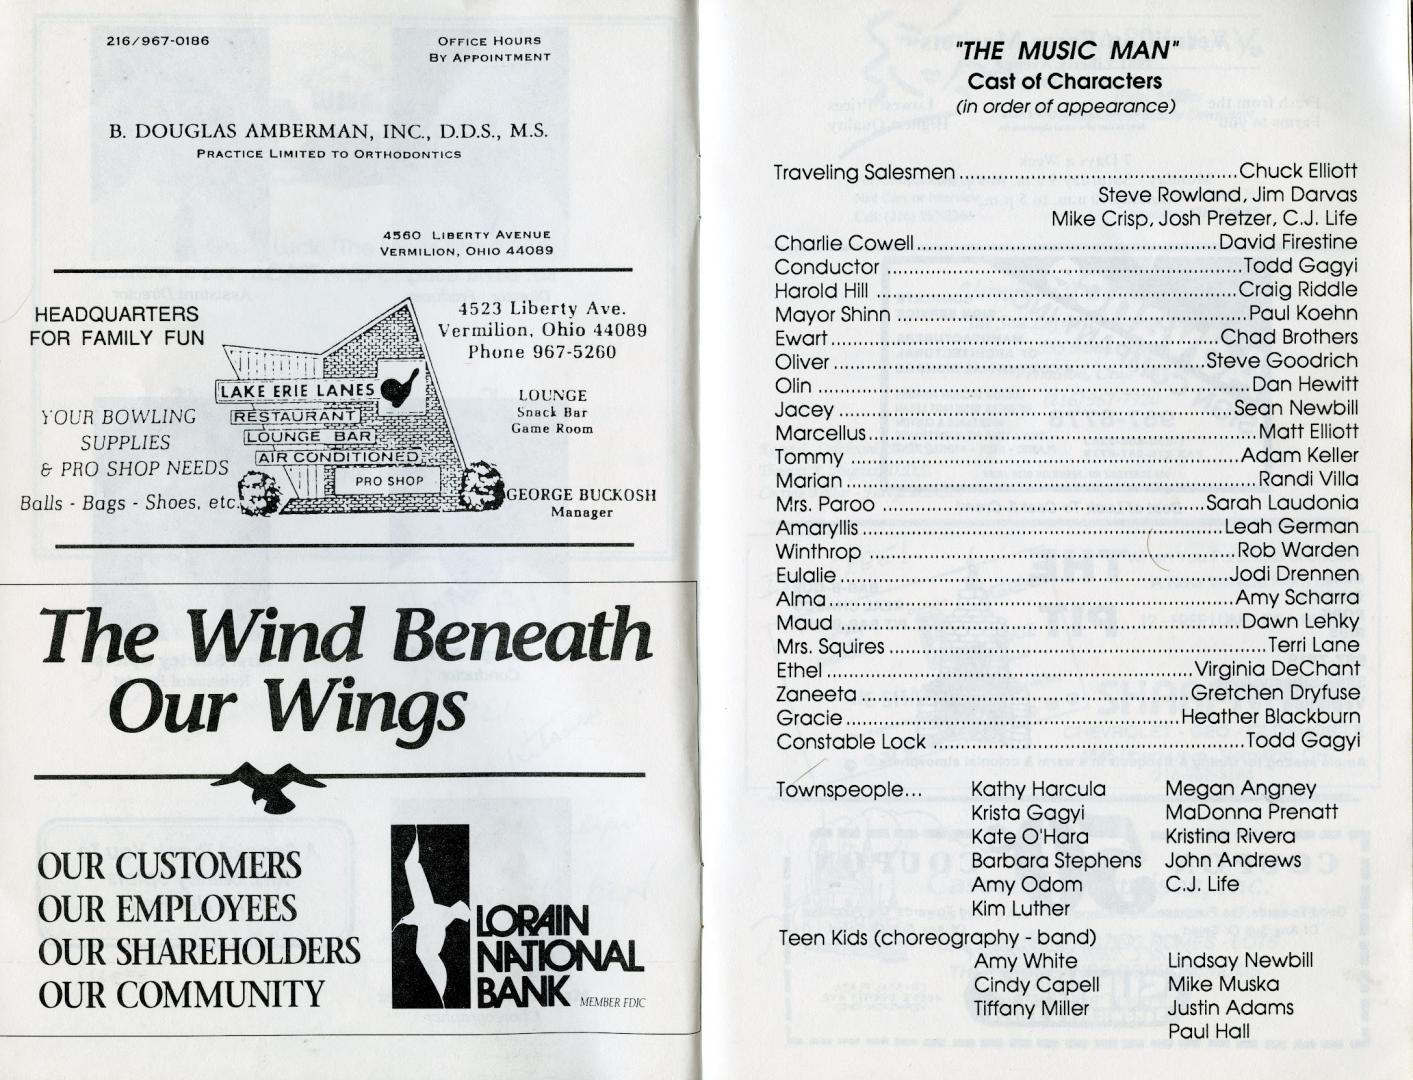 216/967-0186
OFFICE HOURS
BY APPOINTMENT
B. DOUGLAS AMBERMAN, INC., D.D.S., M.S.
PRACTICE LIMITED TO ORTHODONTICS
4560 LIBERTY AVENUE
VERMILION, OHIO 44089
HEADQUARTERS
FOR FAMILY FUN
4523 Liberty Ave.
Vermilion, Ohio 44089
Phone 967-5260
LAKE ERIE LANES
RESTAURANT
LOUNGE BAR
AIR CONDITIONED
PRO SHOP
YOUR BOWLING
SUPPLIES
& PRO SHOP NEEDS
Balls - Bags - Shoes, etc.
LOUNGE
Snack Bar
Game Room
GEORGE BUCKOSH
Manager
The Wind Beneath
Our Wings
OUR CUSTOMERS
OUR EMPLOYEES
OUR SHAREHOLDERS
OUR COMMUNITY
LORAIN
NATIONAL
BANK MEMBER FDIC
"THE MUSIC MAN"
Cast of Characters
(in order of appearance)
Traveling Salesmen ........ Chuck Elliott
Steve Rowland, Jim Darvas
Mike Crisp, Josh Pretzer, C.J. Life
Charlie Cowell ........ David Firestine
Conductor ........ Todd Gagyi
Harold Hill ........ Craig Riddle
Mayor Shinn ........ Paul Koehn
Ewart ........ Chad Brothers
Oliver ........ Steve Goodrich
Olin ........ Dan Hewitt
Jacey ........ Sean Newbill
Marcellus ........ Matt Elliott
Tommy ........ Adam Keller
Marian ........ Randi Villa
Mrs. Paroo ........ Sarah Laudonia
Amaryllis ........ Leah German
Winthrop ........ Rob Warden
Eulalie ........ Jodi Drennen
Alma ........ Amy Scharra
Maud ........ Dawn Lehky
Mrs. Squires ........ Terri Lane
Ethel ........ Virginia DeChant
Zaneeta ........ Gretchen Dryfuse
Gracie ........ Heather Blackburn
Constable Lock ........ Todd Gagyi
Townspeople... Kathy Harcula Megan Angney
Krista Gagyi MaDonna Prenatt
Kate O'Hara Kristina Rivera
Barbara Stephens John Andrews
Amy Odom C.J. Life
Kim Luther
Teen Kids (choreography - band)
Amy White Lindsay Newbill
Cindy Capell Mike Muska
Tiffany Miller Justin Adams
Paul Hall